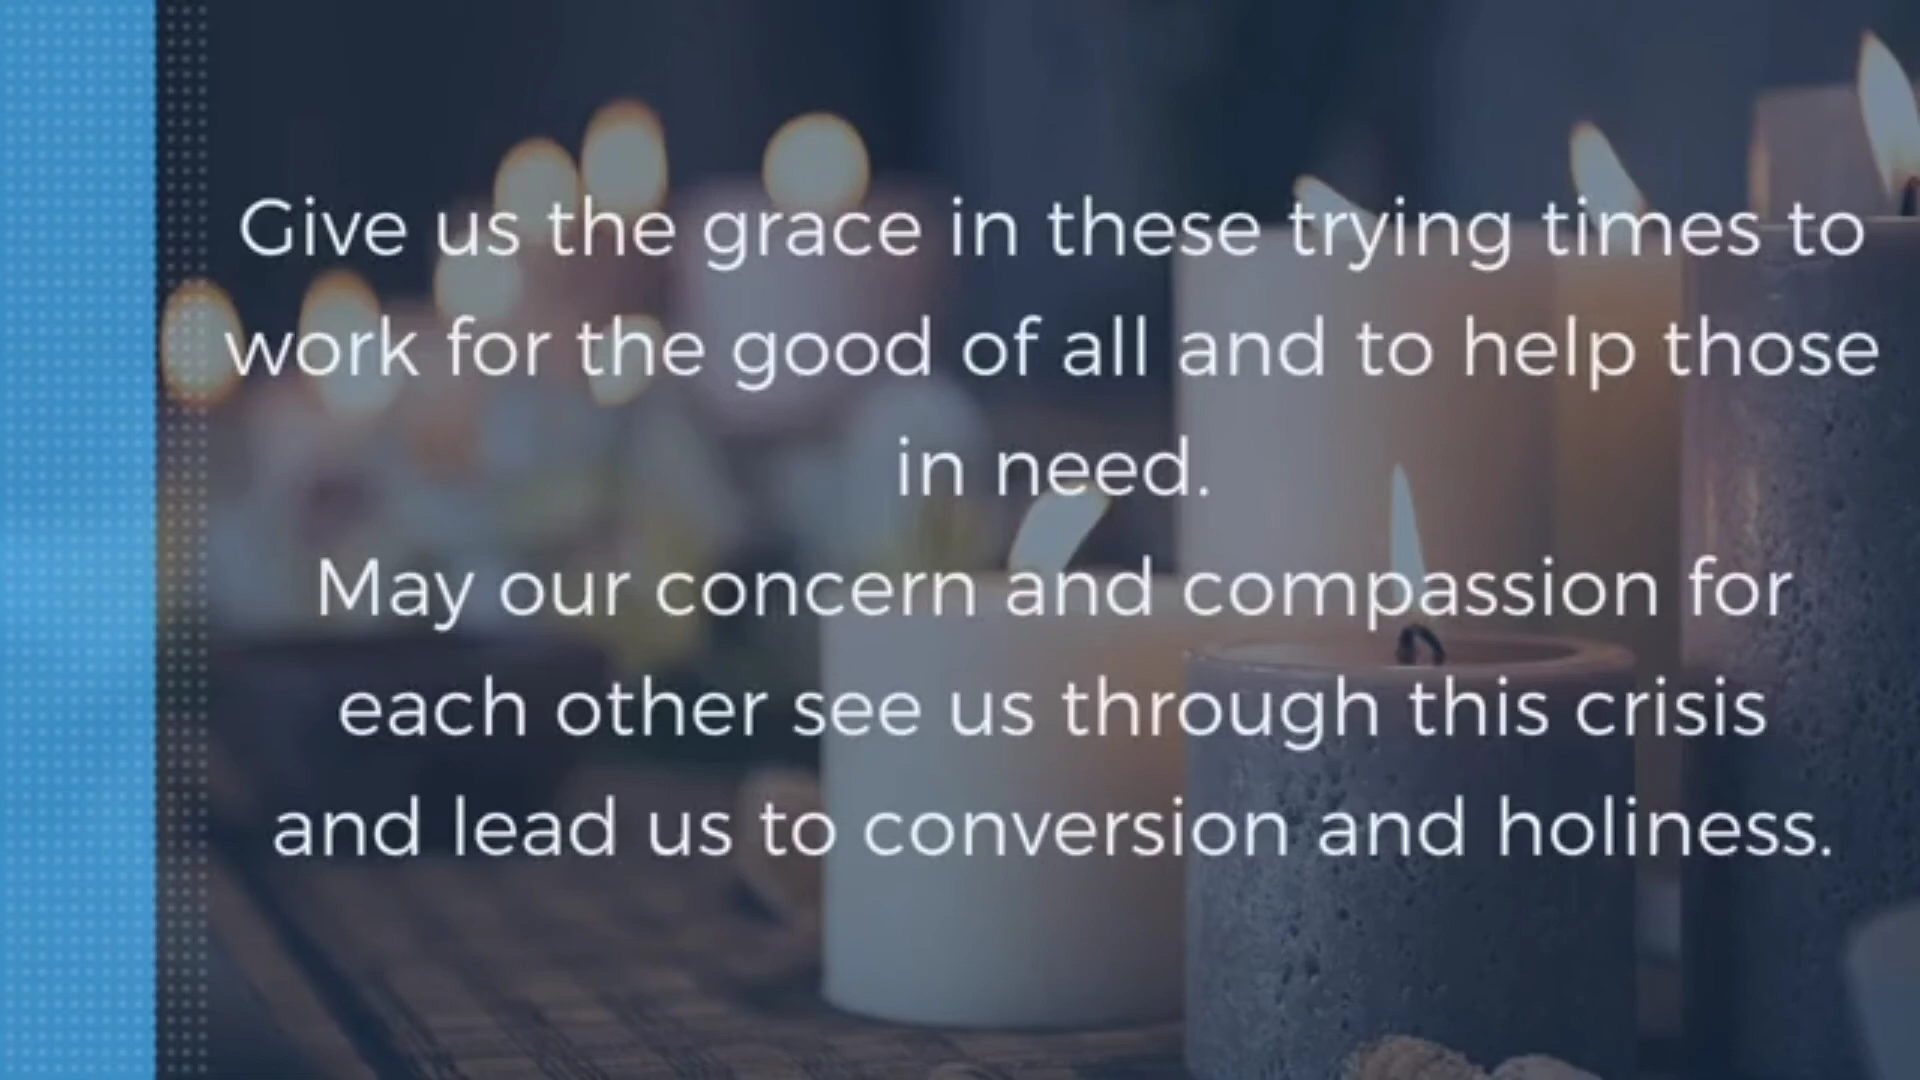 Give us the grace in these trying times to
work for the good of all and to help those
in need.
May our concern and compassion for
each other see us through this crisis
and lead us to conversion and holiness.